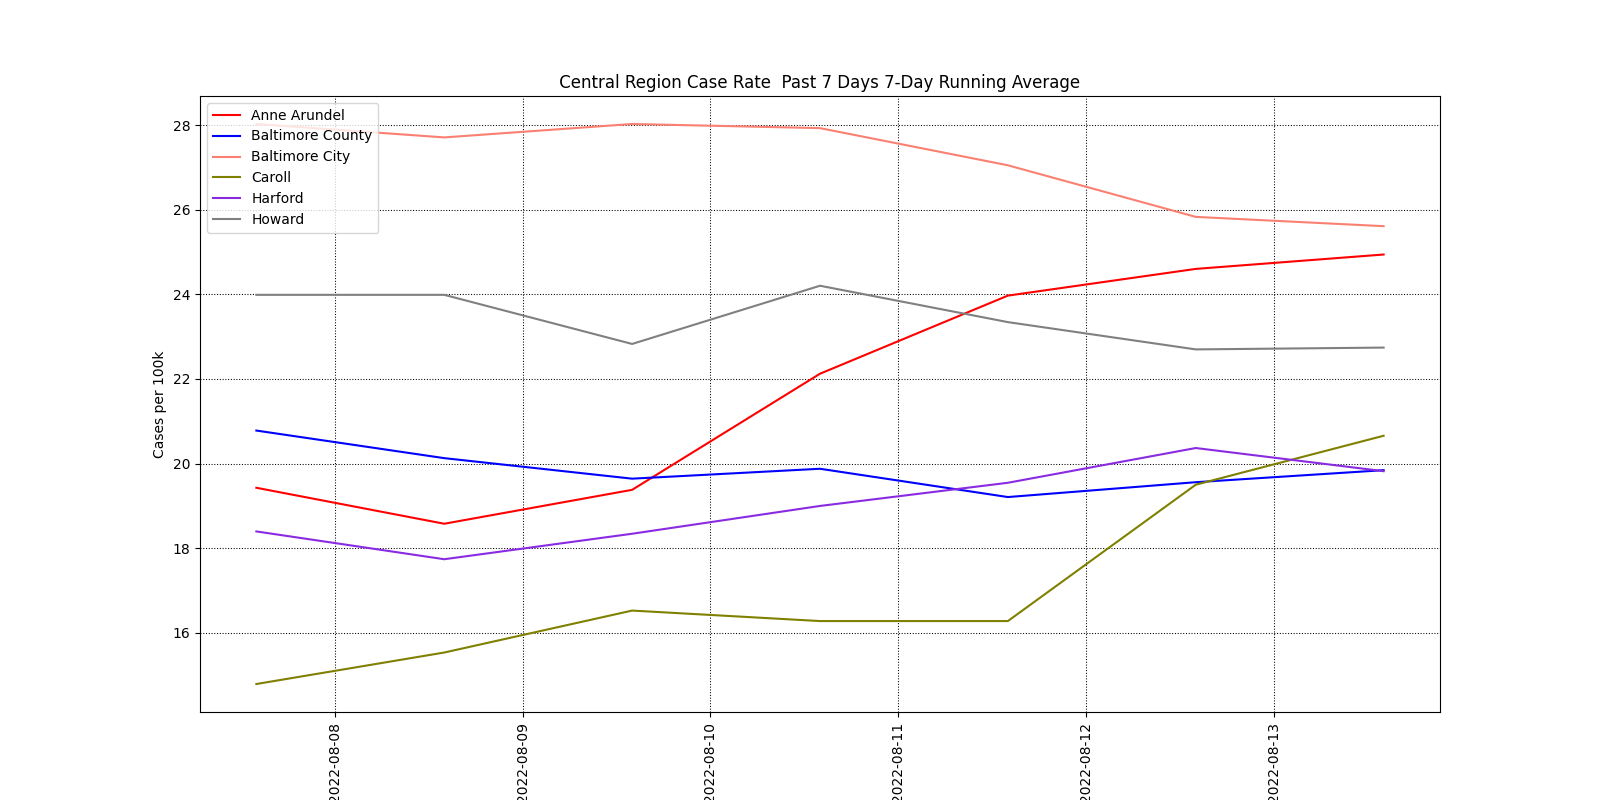 Central Region Case Rate  Past 7 Days 7-Day Running Average
Anne Arundel
Baltimore County
Baltimore City
Caroll
Harford
Howard
28
26
24
22
20
18
16
Cases per 100k
2022-08-08
2022-08-09
2022-08-10
2022-08-11
2022-08-12
2022-08-13